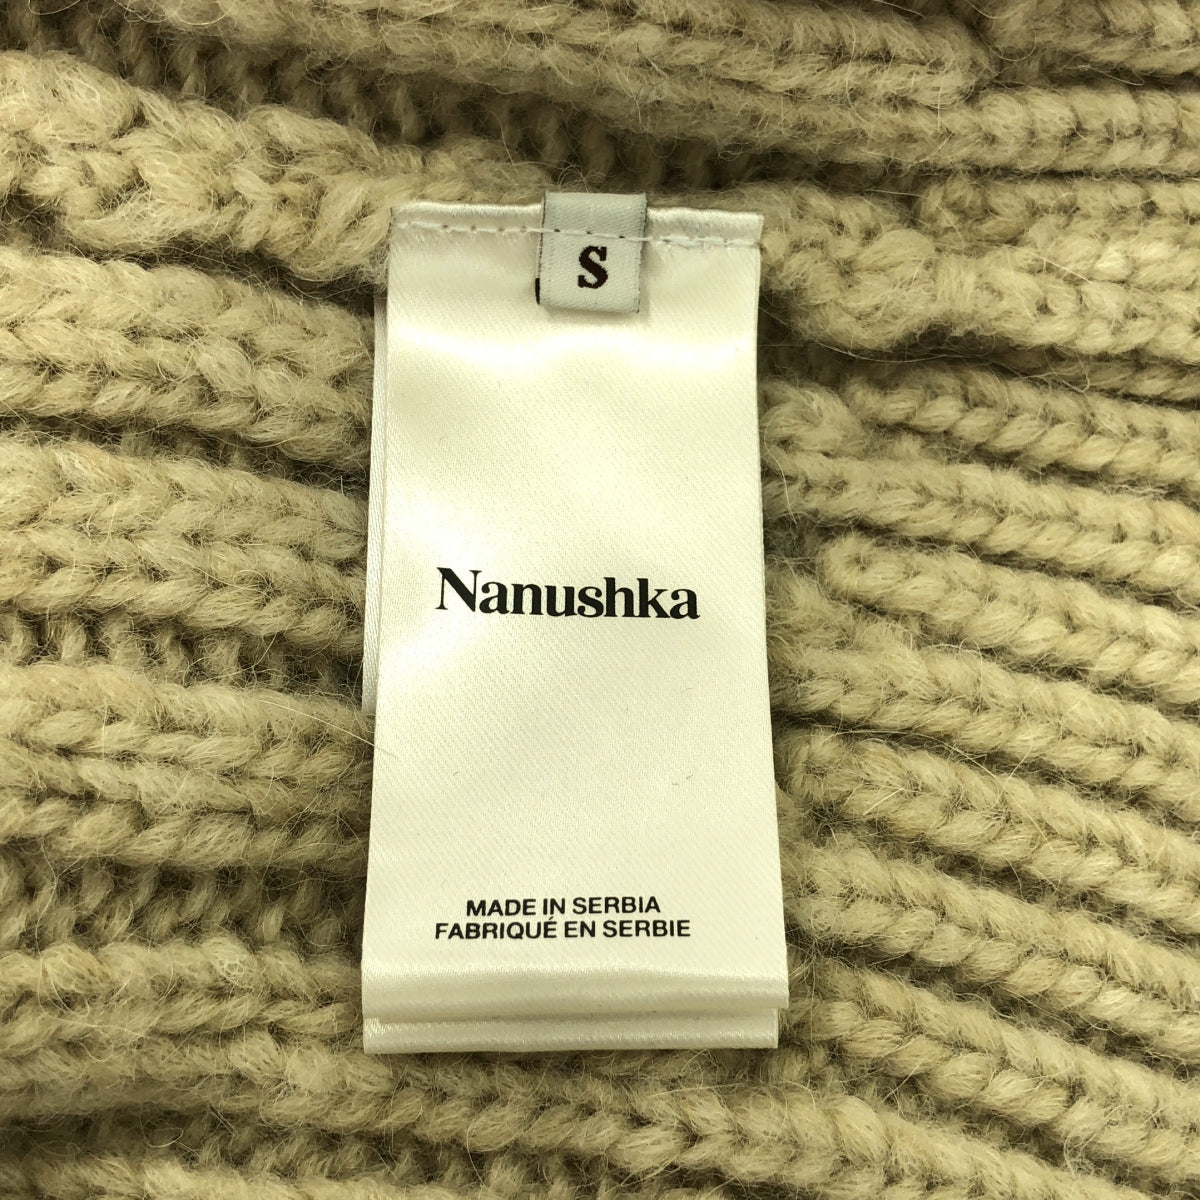 S
Nanushka
MADE IN SERBIA
FABRIQUÉ EN SERBIE